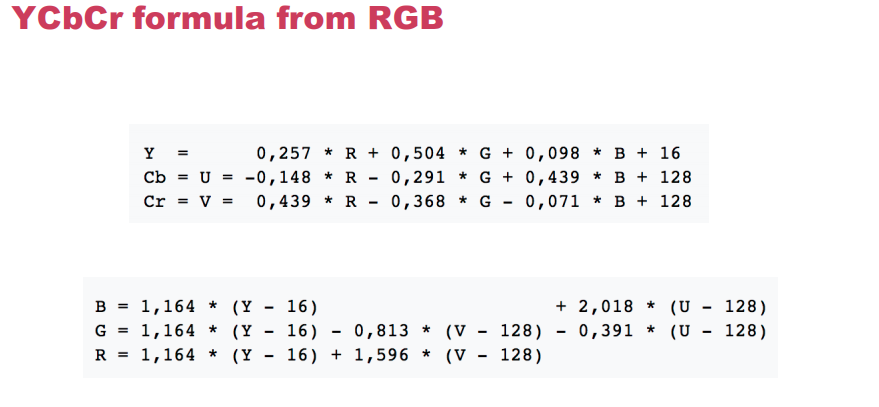 YCbCr formula from RGB
Y = 0,257 * R + 0,504 * G + 0,098 * B + 16
Cb = U = -0,148 * R - 0,291 * G + 0,439 * B + 128
Cr = V = 0,439 * R - 0,368 * G - 0,071 * B + 128
B = 1,164 * (Y - 16) + 2,018 * (U - 128)
G = 1,164 * (Y - 16) - 0,813 * (V - 128) - 0,391 * (U - 128)
R = 1,164 * (Y - 16) + 1,596 * (V - 128)